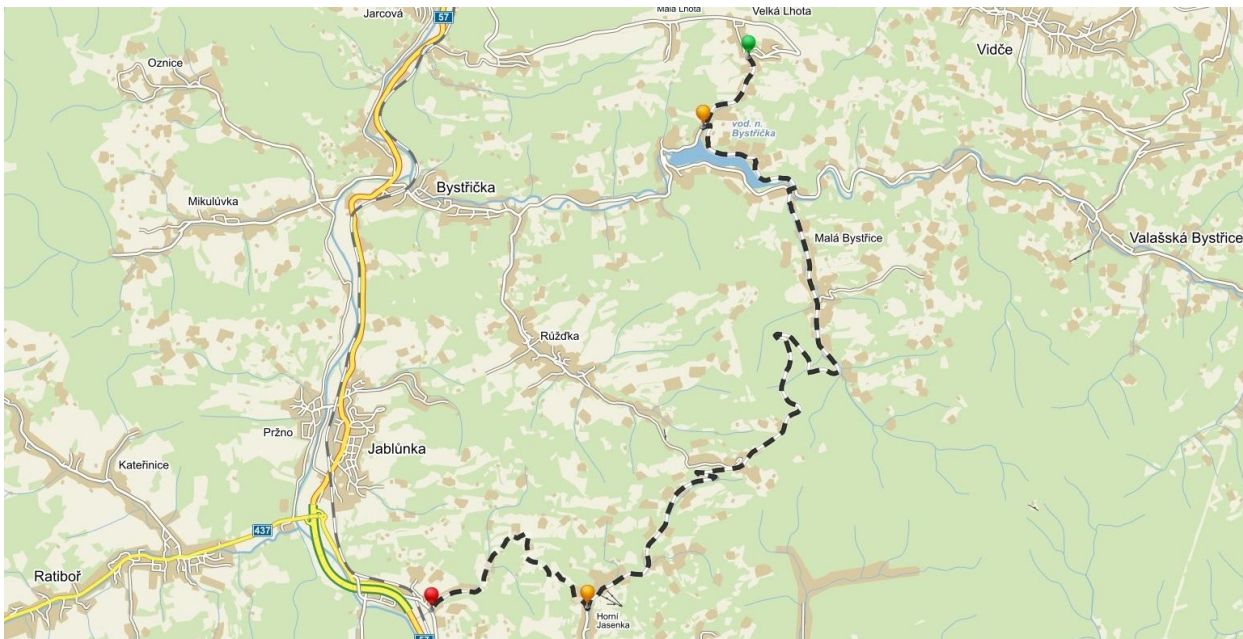 Jarcová
57
Malá Lhota
Velká Lhota
Vidče
Oznice
vod. n.
Bystřička
Bystřička
Mikulůvka
Malá Bystřice
Valašská Bystřice
Růžďka
Pržno
Jablůnka
Kateřinice
437
Ratiboř
Horní
Jasenka
57